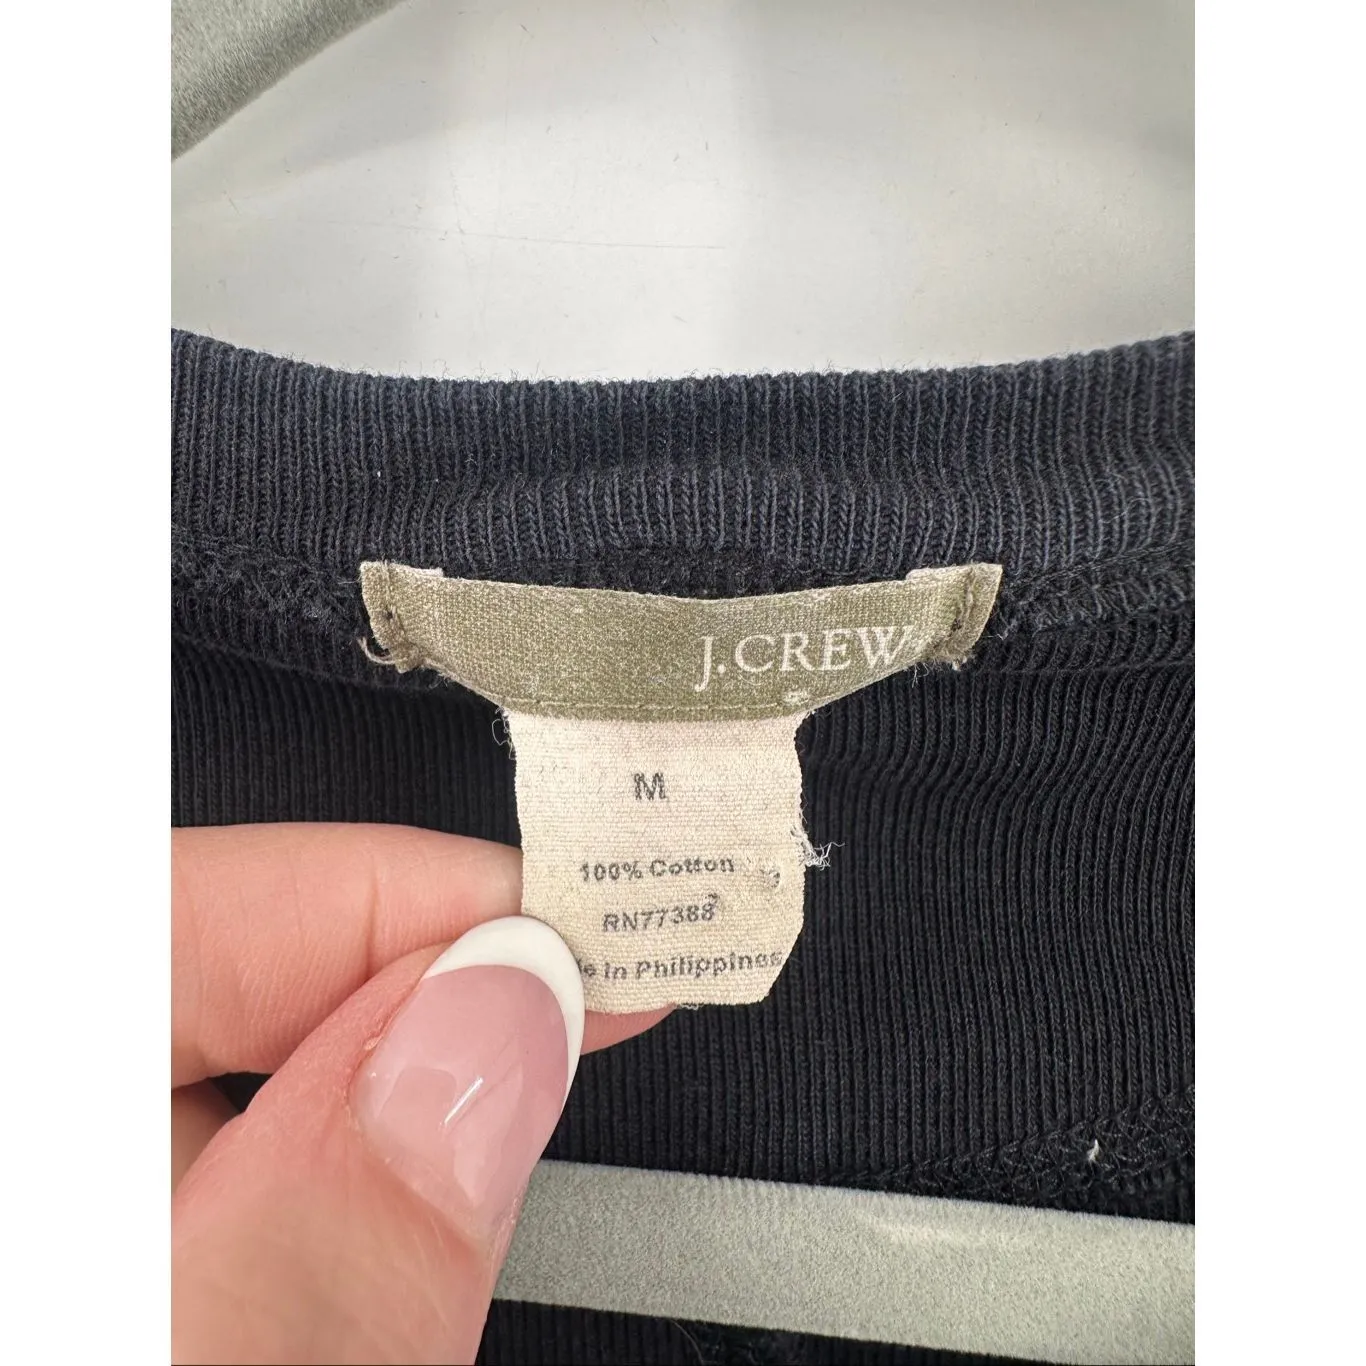 J.CREW
M
100% Cotton
RN77388
in Philippines